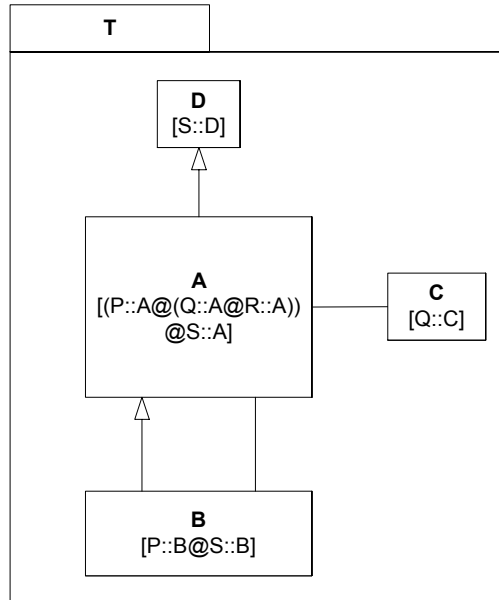 T
D
[S::D]
A
[(P::A@(Q::A@R::A))
@S::A]
C
[Q::C]
B
[P::B@S::B]